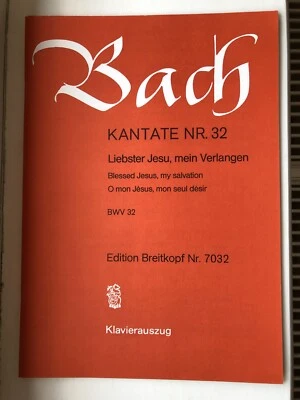 Bach
KANTATE NR. 32
Liebster Jesu, mein Verlangen
Blessed Jesus, my salvation
O mon Jésus, mon seul désir
BWV 32
Edition Breitkopf Nr. 7032
Klavierauszug